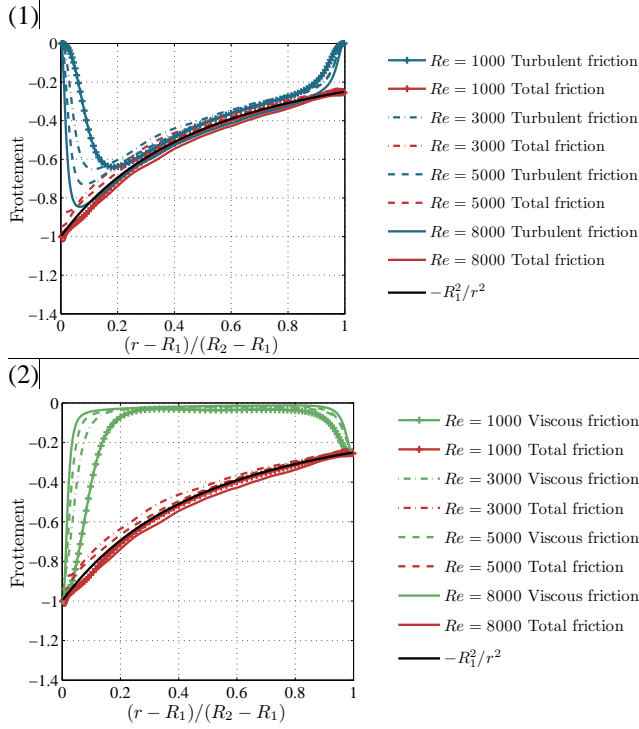 (1)
0
−0.2
−0.4
−0.6
−0.8
−1
−1.2
−1.4
Frottement
0 0.2 0.4 0.6 0.8 1
(r − R₁)/(R₂ − R₁)
Re = 1000 Turbulent friction
Re = 1000 Total friction
Re = 3000 Turbulent friction
Re = 3000 Total friction
Re = 5000 Turbulent friction
Re = 5000 Total friction
Re = 8000 Turbulent friction
Re = 8000 Total friction
−R₁²/r²
(2)
0
−0.2
−0.4
−0.6
−0.8
−1
−1.2
−1.4
Frottement
0 0.2 0.4 0.6 0.8 1
(r − R₁)/(R₂ − R₁)
Re = 1000 Viscous friction
Re = 1000 Total friction
Re = 3000 Viscous friction
Re = 3000 Total friction
Re = 5000 Viscous friction
Re = 5000 Total friction
Re = 8000 Viscous friction
Re = 8000 Total friction
−R₁²/r²